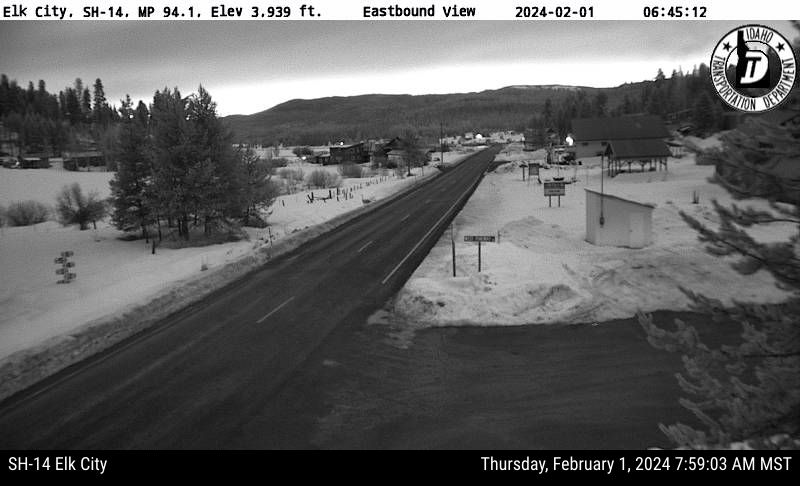 Elk City, SH-14, MP 94.1, Elev 3,939 ft. Eastbound View 2024-02-01 06:45:12
IDAHO
TRANSPORTATION DEPARTMENT
SH-14 Elk City Thursday, February 1, 2024 7:59:03 AM MST